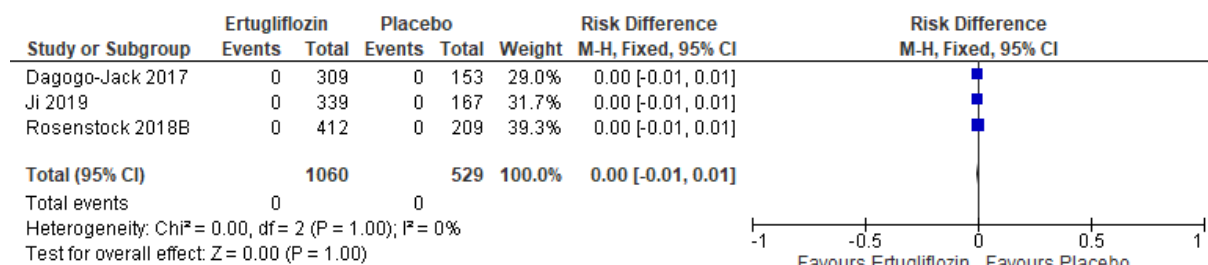 Ertugliflozin Placebo Risk Difference Risk Difference
Study or Subgroup Events Total Events Total Weight M-H, Fixed, 95% CI M-H, Fixed, 95% CI
Dagogo-Jack 2017 0 309 0 153 29.0% 0.00 [-0.01, 0.01]
Ji 2019 0 339 0 167 31.7% 0.00 [-0.01, 0.01]
Rosenstock 2018B 0 412 0 209 39.3% 0.00 [-0.01, 0.01]
Total (95% CI) 1060 529 100.0% 0.00 [-0.01, 0.01]
Total events 0 0
Heterogeneity: Chi² = 0.00, df = 2 (P = 1.00); I² = 0%
Test for overall effect: Z = 0.00 (P = 1.00)
-1 -0.5 0 0.5 1
Favours Ertugliflozin Favours Placebo